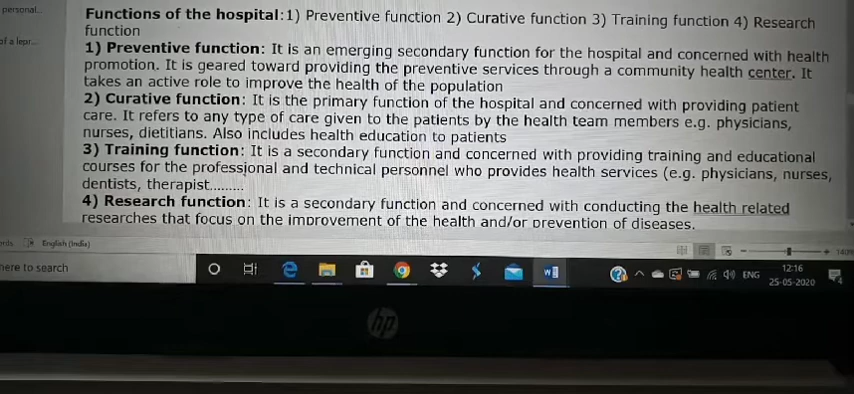 personal...
of a lepr...
Functions of the hospital:1) Preventive function 2) Curative function 3) Training function 4) Research
function
1) Preventive function: It is an emerging secondary function for the hospital and concerned with health
promotion. It is geared toward providing the preventive services through a community health center. It
takes an active role to improve the health of the population
2) Curative function: It is the primary function of the hospital and concerned with providing patient
care. It refers to any type of care given to the patients by the health team members e.g. physicians,
nurses, dietitians. Also includes health education to patients
3) Training function: It is a secondary function and concerned with providing training and educational
courses for the professional and technical personnel who provides health services (e.g. physicians, nurses,
dentists, therapist.........
4) Research function: It is a secondary function and concerned with conducting the health related
researches that focus on the improvement of the health and/or prevention of diseases.
English (India)
140%
here to search
ENG
12:16
25-05-2020
hp